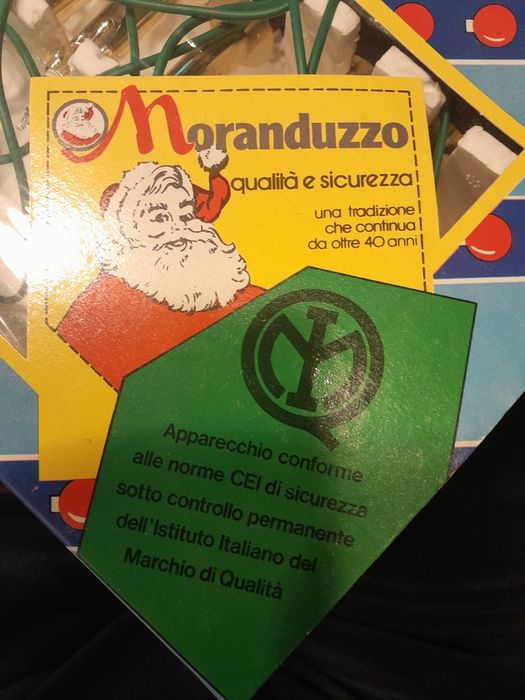 Moranduzzo
qualità e sicurezza
una tradizione
che continua
da oltre 40 anni
IMQ
Apparecchio conforme
alle norme CEI di sicurezza
sotto controllo permanente
dell'Istituto Italiano del
Marchio di Qualità